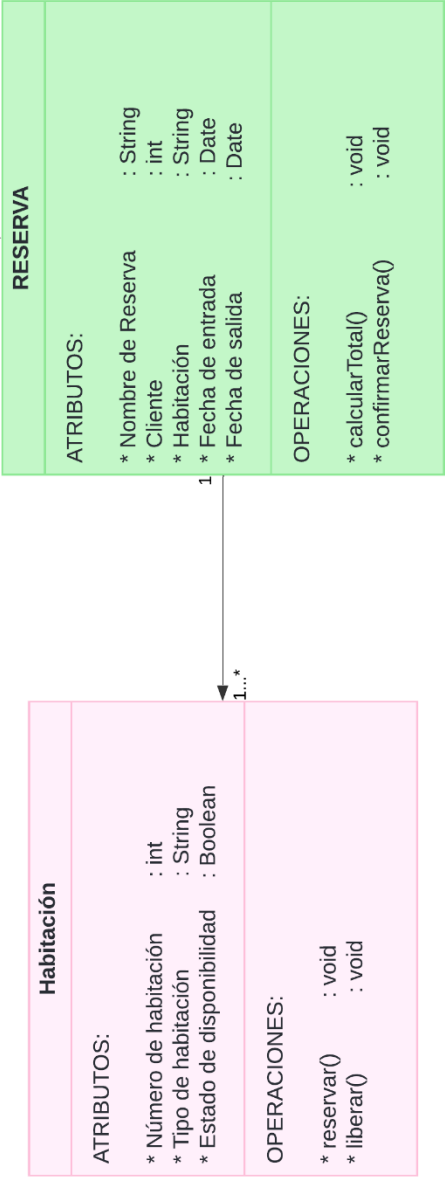 Habitación
ATRIBUTOS:
* Número de habitación : int
* Tipo de habitación : String
* Estado de disponibilidad : Boolean
OPERACIONES:
* reservar() : void
* liberar() : void
1...*
1
RESERVA
ATRIBUTOS:
* Nombre de Reserva : String
* Cliente : int
* Habitación : String
* Fecha de entrada : Date
* Fecha de salida : Date
OPERACIONES:
* calcularTotal() : void
* confirmarReserva() : void